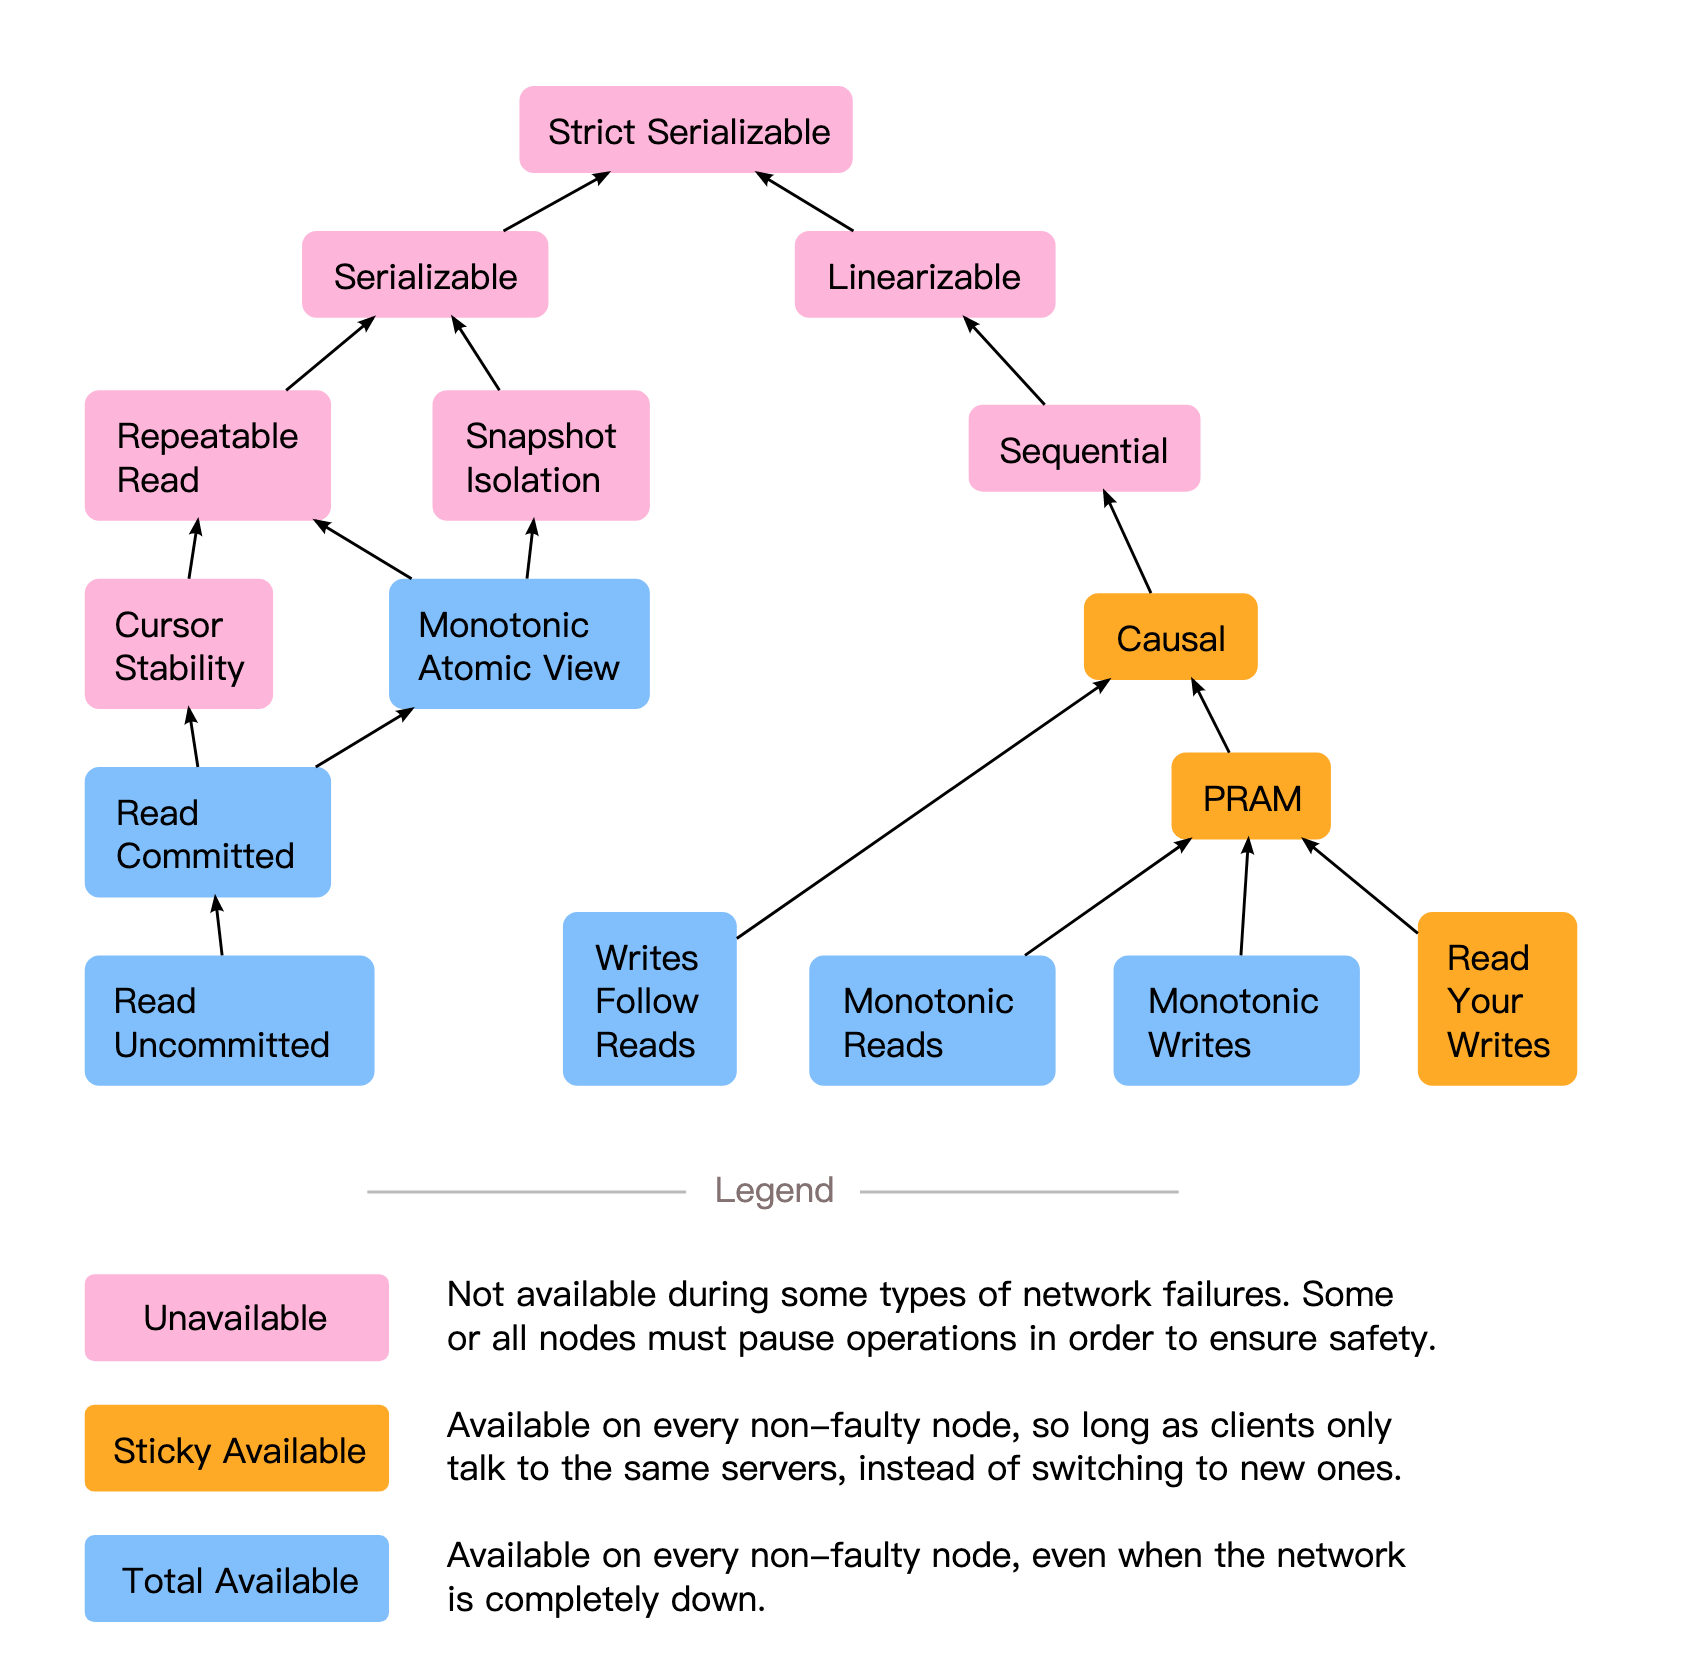 Strict Serializable
Serializable
Linearizable
Repeatable
Read
Snapshot
Isolation
Sequential
Cursor
Stability
Monotonic
Atomic View
Causal
Read
Committed
PRAM
Read
Uncommitted
Writes
Follow
Reads
Monotonic
Reads
Monotonic
Writes
Read
Your
Writes
Legend
Unavailable
Not available during some types of network failures. Some
or all nodes must pause operations in order to ensure safety.
Sticky Available
Available on every non–faulty node, so long as clients only
talk to the same servers, instead of switching to new ones.
Total Available
Available on every non–faulty node, even when the network
is completely down.